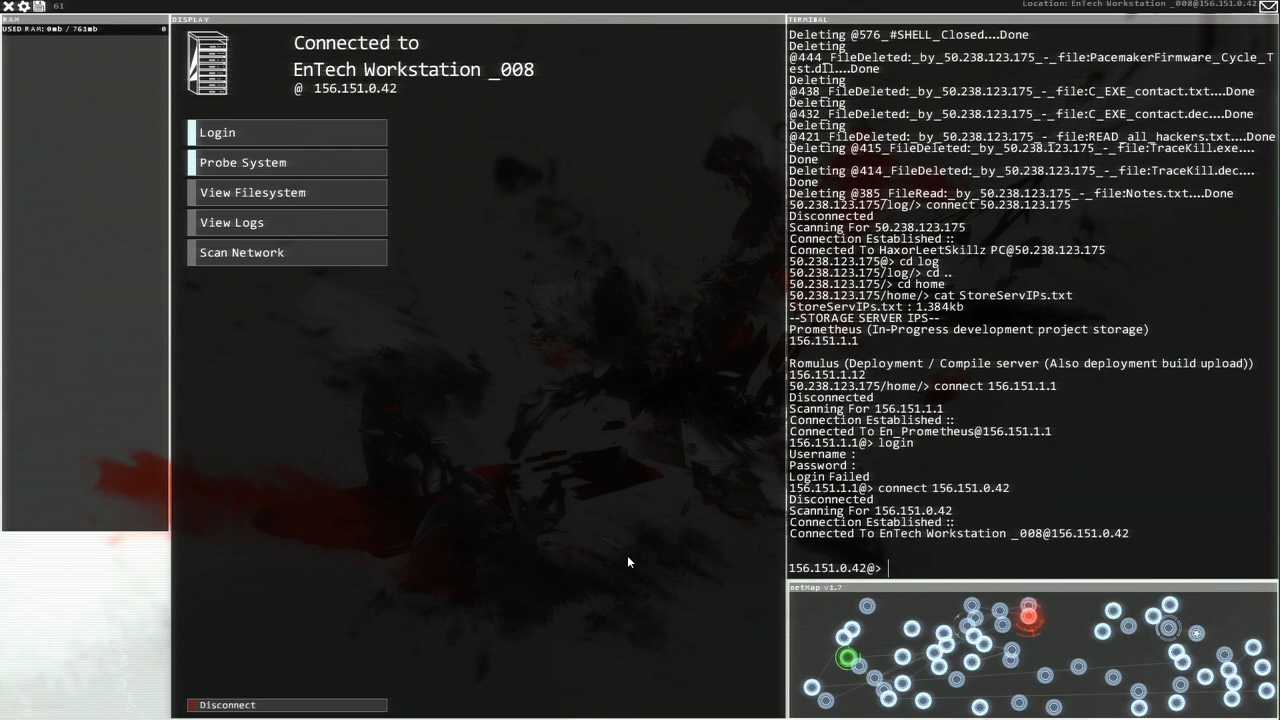 61
Location: EnTech Workstation _008@156.151.0.42
RAM
USED RAM: 0mb / 761mb
0
DISPLAY
Connected to
EnTech Workstation _008
@ 156.151.0.42
Login
Probe System
View Filesystem
View Logs
Scan Network
Disconnect
TERMINAL
Deleting @576_#SHELL_Closed....Done
Deleting
@444_FileDeleted:_by_50.238.123.175_-_file:PacemakerFirmware_Cycle_T
est.dll....Done
Deleting
@438_FileDeleted:_by_50.238.123.175_-_file:C_EXE_contact.txt....Done
Deleting
@432_FileDeleted:_by_50.238.123.175_-_file:C_EXE_contact.dec....Done
Deleting
@421_FileDeleted:_by_50.238.123.175_-_file:READ_all_hackers.txt....Done
Deleting @415_FileDeleted:_by_50.238.123.175_-_file:TraceKill.exe....
Done
Deleting @414_FileDeleted:_by_50.238.123.175_-_file:TraceKill.dec....
Done
Deleting @385_FileRead:_by_50.238.123.175_-_file:Notes.txt....Done
50.238.123.175/log/> connect 50.238.123.175
Disconnected
Scanning For 50.238.123.175
Connection Established ::
Connected To HaxorLeetSkillz PC@50.238.123.175
50.238.123.175@> cd log
50.238.123.175/log/> cd ..
50.238.123.175/> cd home
50.238.123.175/home/> cat StoreServIPs.txt
StoreServIPs.txt : 1.384kb
--STORAGE SERVER IPS--
Prometheus (In-Progress development project storage)
156.151.1.1
Romulus (Deployment / Compile server (Also deployment build upload))
156.151.1.12
50.238.123.175/home/> connect 156.151.1.1
Disconnected
Scanning For 156.151.1.1
Connection Established ::
Connected To En_Prometheus@156.151.1.1
156.151.1.1@> login
Username :
Password :
Login Failed
156.151.1.1@> connect 156.151.0.42
Disconnected
Scanning For 156.151.0.42
Connection Established ::
Connected To EnTech Workstation _008@156.151.0.42
156.151.0.42@>
netMap v1.7